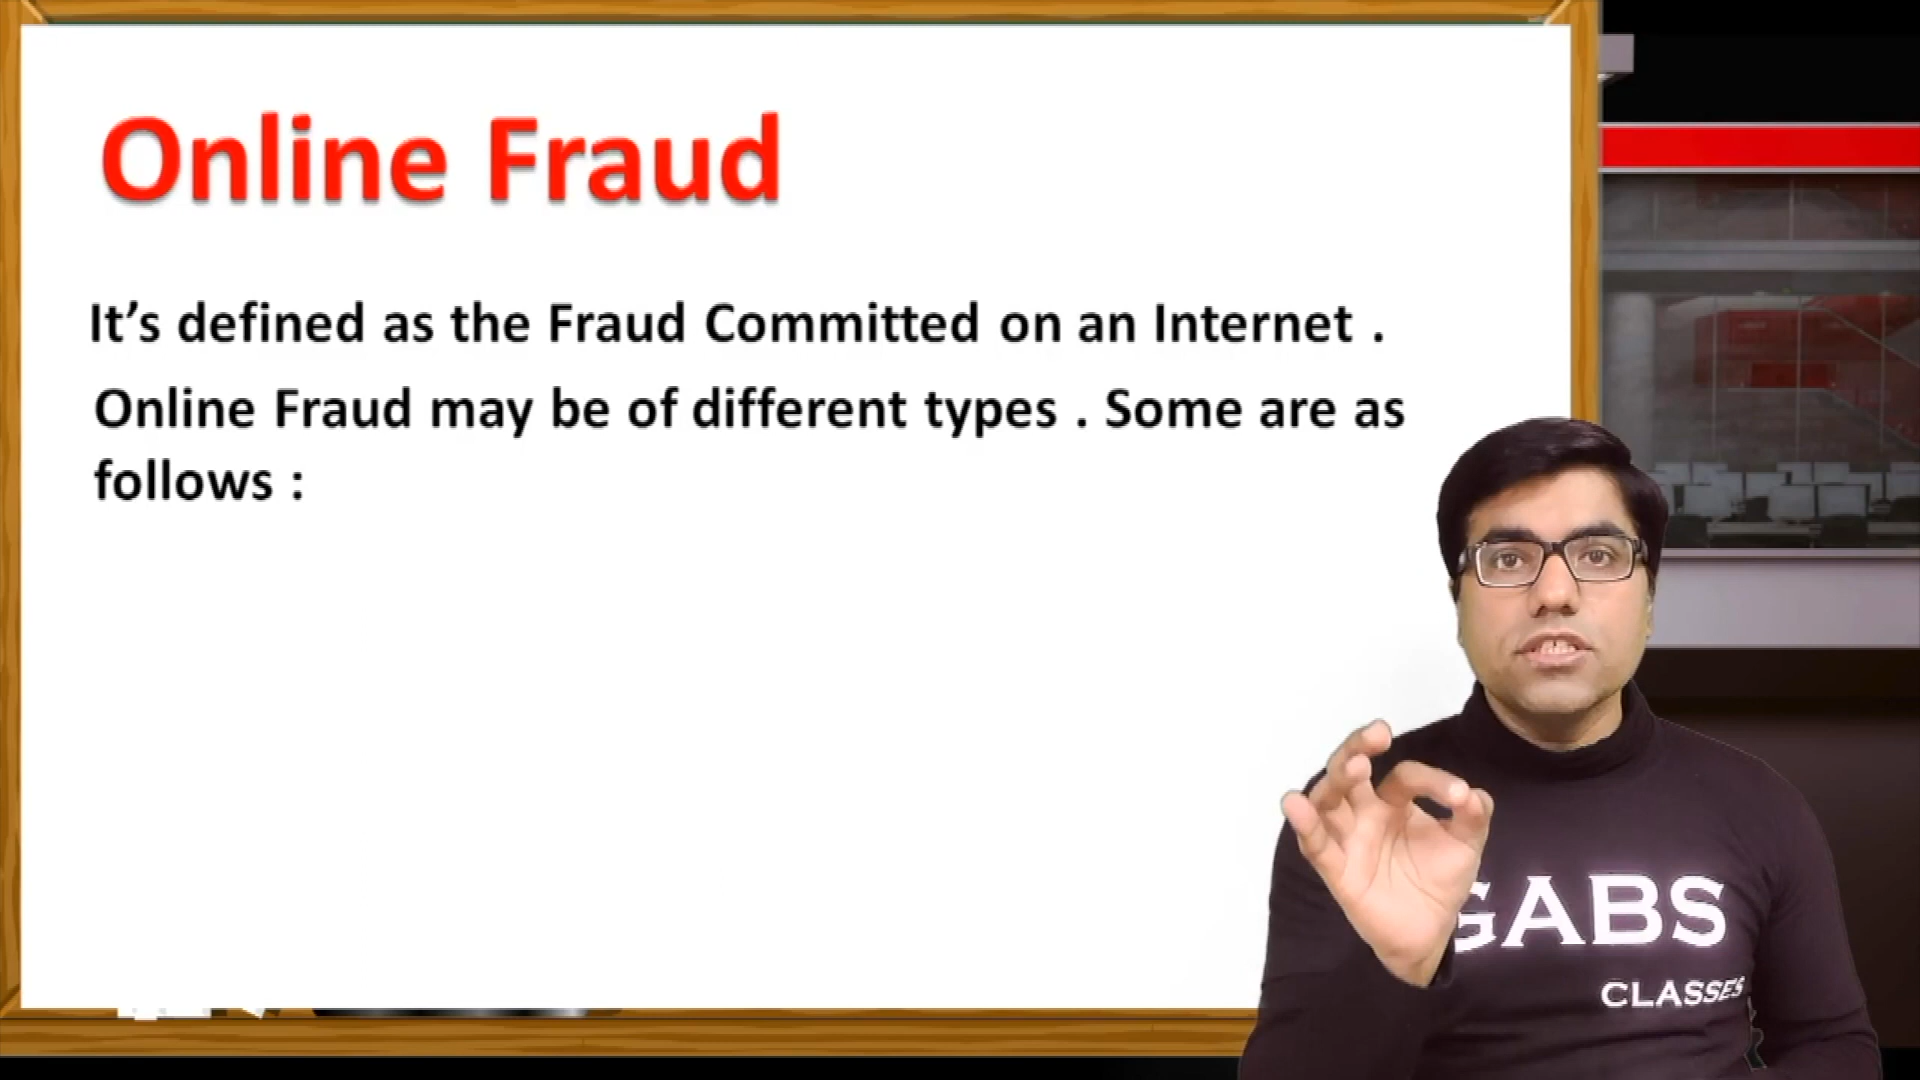 Online Fraud
It's defined as the Fraud Committed on an Internet .
Online Fraud may be of different types . Some are as
follows :
GABS
CLASSES